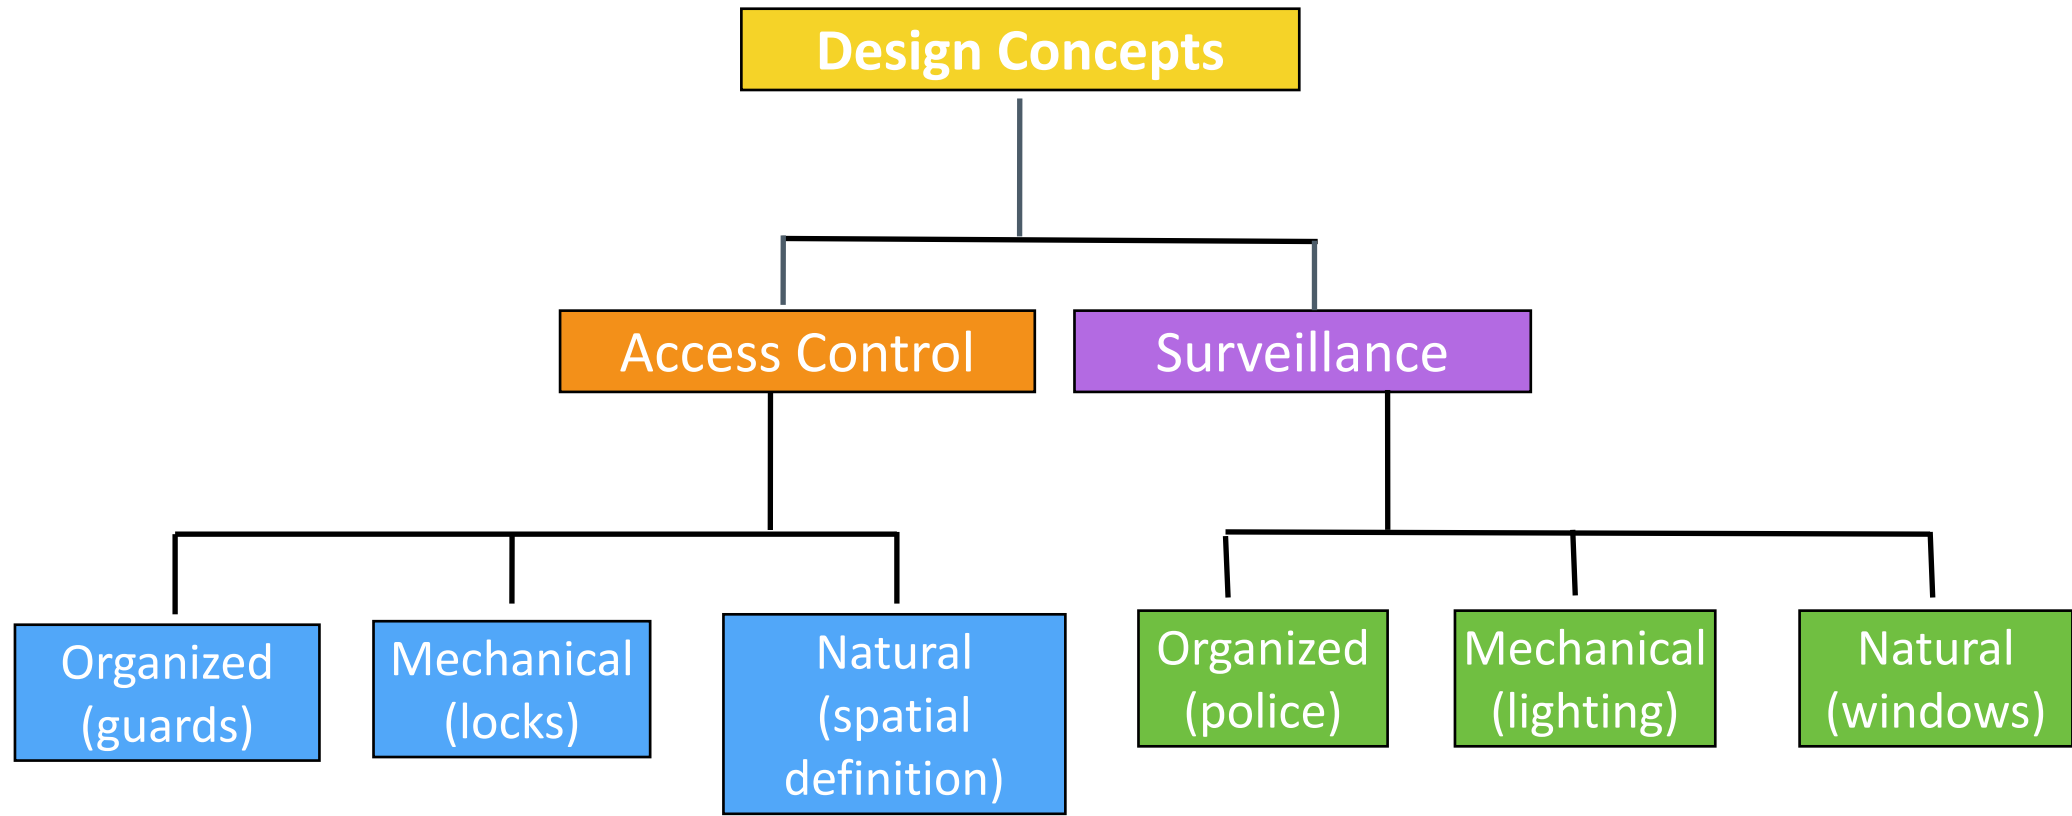 Design Concepts
Access Control
Surveillance
Organized
(guards)
Mechanical
(locks)
Natural
(spatial
definition)
Organized
(police)
Mechanical
(lighting)
Natural
(windows)